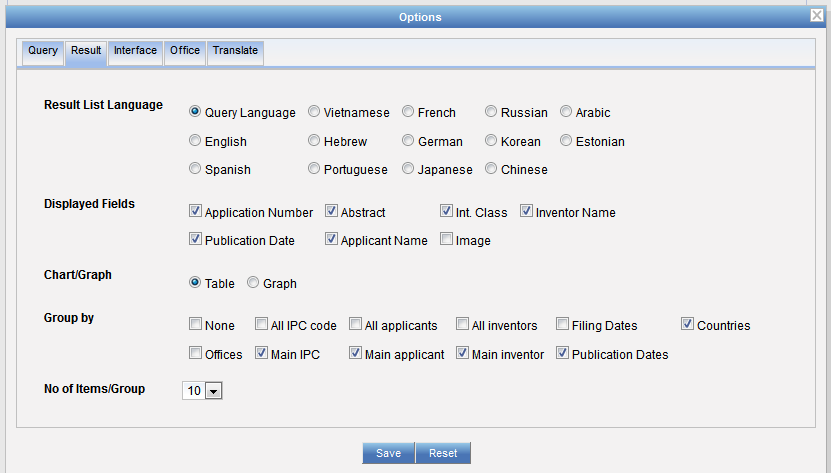 Options
Query Result Interface Office Translate
Result List Language Query Language Vietnamese French Russian Arabic
English Hebrew German Korean Estonian
Spanish Portuguese Japanese Chinese
Displayed Fields Application Number Abstract Int. Class Inventor Name
Publication Date Applicant Name Image
Chart/Graph Table Graph
Group by None All IPC code All applicants All inventors Filing Dates Countries
Offices Main IPC Main applicant Main inventor Publication Dates
No of Items/Group 10
Save Reset